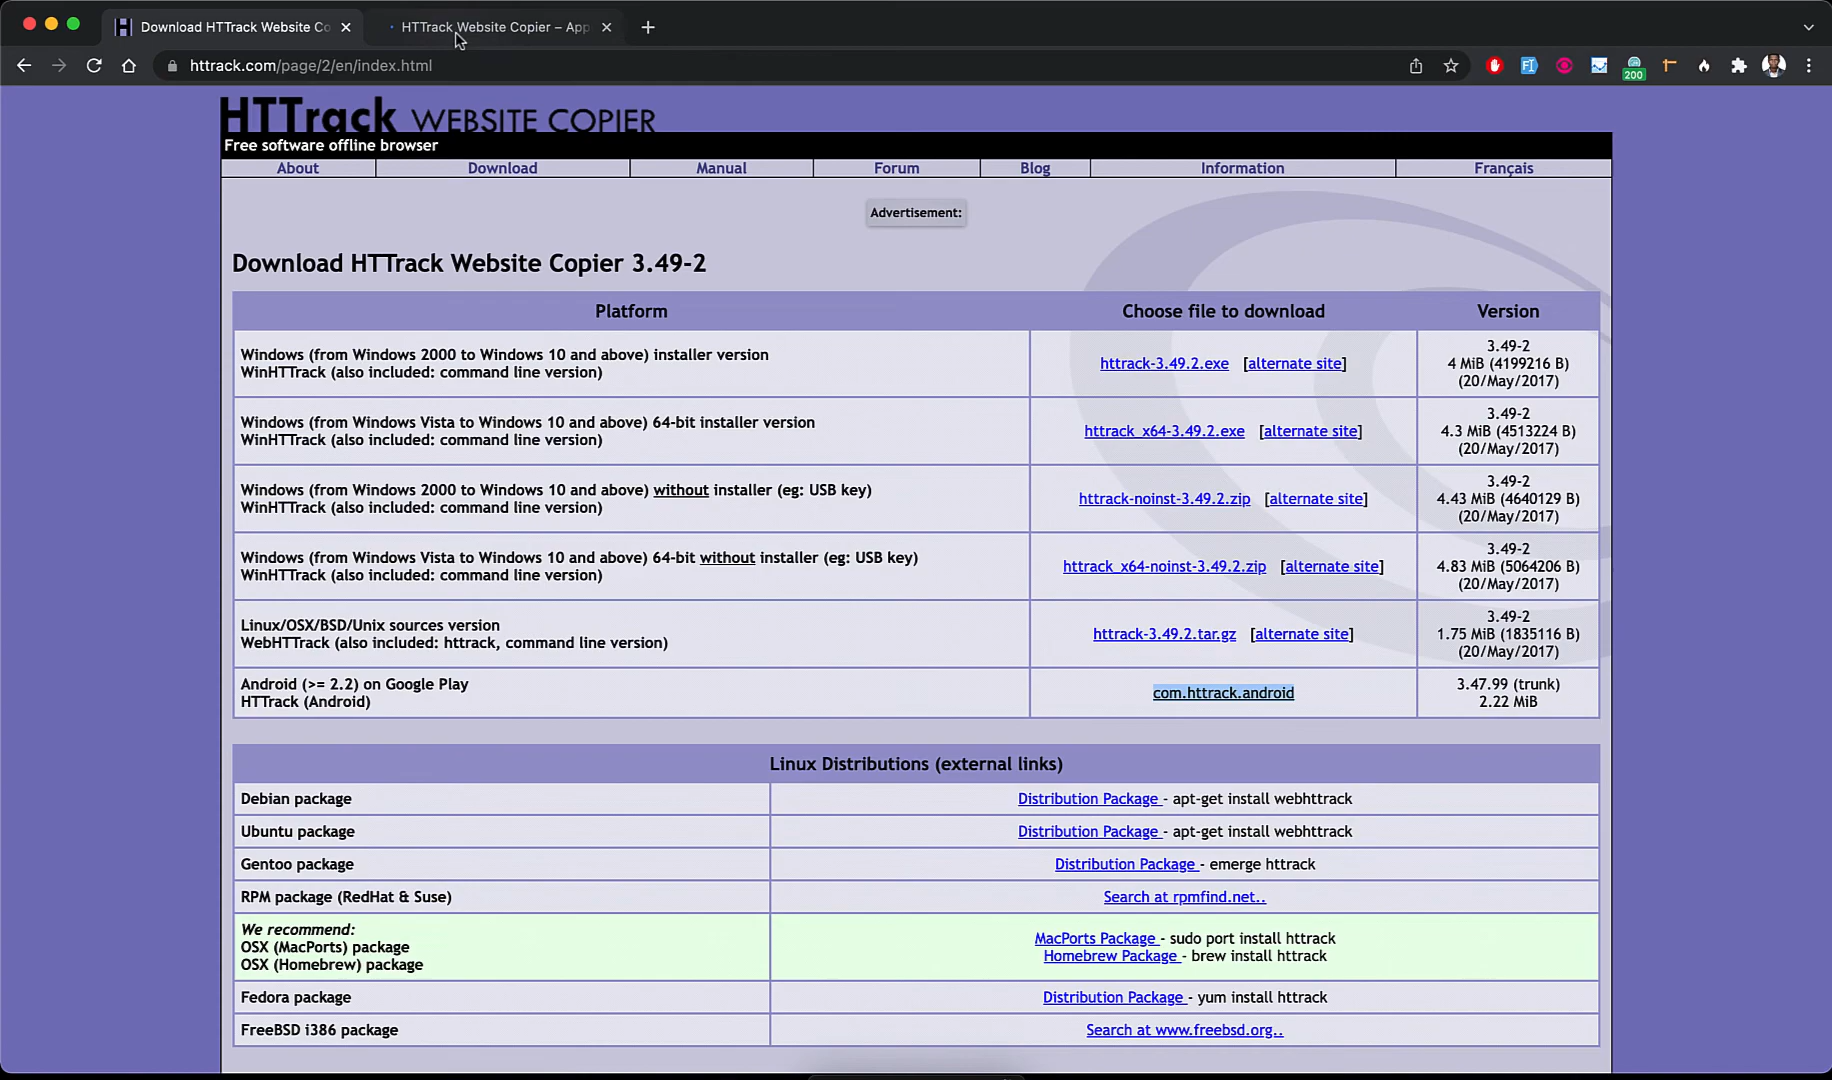 Download HTTrack Website Co
HTTrack Website Copier – App
httrack.com/page/2/en/index.html
200
HTTrack WEBSITE COPIER
Free software offline browser
About Download Manual Forum Blog Information Français
Advertisement:
Download HTTrack Website Copier 3.49-2
Platform Choose file to download Version
Windows (from Windows 2000 to Windows 10 and above) installer version
WinHTTrack (also included: command line version)
httrack-3.49.2.exe [alternate site]
3.49-2
4 MiB (4199216 B)
(20/May/2017)
Windows (from Windows Vista to Windows 10 and above) 64-bit installer version
WinHTTrack (also included: command line version)
httrack_x64-3.49.2.exe [alternate site]
3.49-2
4.3 MiB (4513224 B)
(20/May/2017)
Windows (from Windows 2000 to Windows 10 and above) without installer (eg: USB key)
WinHTTrack (also included: command line version)
httrack-noinst-3.49.2.zip [alternate site]
3.49-2
4.43 MiB (4640129 B)
(20/May/2017)
Windows (from Windows Vista to Windows 10 and above) 64-bit without installer (eg: USB key)
WinHTTrack (also included: command line version)
httrack_x64-noinst-3.49.2.zip [alternate site]
3.49-2
4.83 MiB (5064206 B)
(20/May/2017)
Linux/OSX/BSD/Unix sources version
WebHTTrack (also included: httrack, command line version)
httrack-3.49.2.tar.gz [alternate site]
3.49-2
1.75 MiB (1835116 B)
(20/May/2017)
Android (>= 2.2) on Google Play
HTTrack (Android)
com.httrack.android
3.47.99 (trunk)
2.22 MiB
Linux Distributions (external links)
Debian package Distribution Package - apt-get install webhttrack
Ubuntu package Distribution Package - apt-get install webhttrack
Gentoo package Distribution Package - emerge httrack
RPM package (RedHat & Suse) Search at rpmfind.net..
We recommend:
OSX (MacPorts) package
OSX (Homebrew) package
MacPorts Package - sudo port install httrack
Homebrew Package - brew install httrack
Fedora package Distribution Package - yum install httrack
FreeBSD i386 package Search at www.freebsd.org..